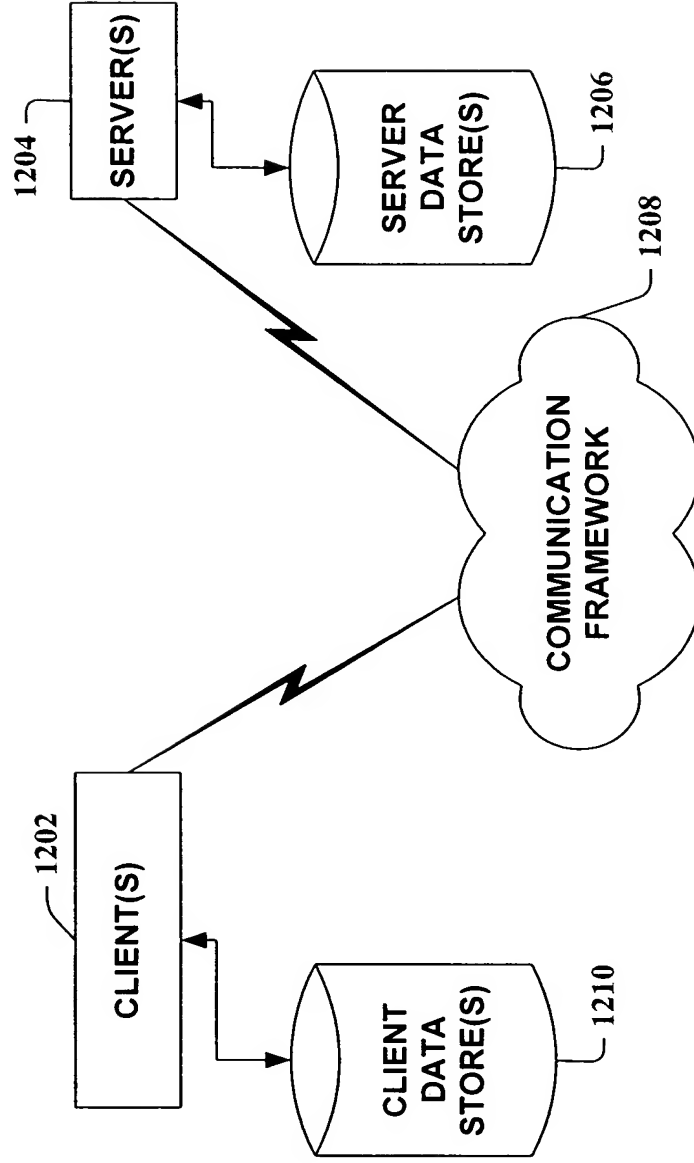 1202
CLIENT(S)
1204
SERVER(S)
CLIENT
DATA
STORE(S)
1210
SERVER
DATA
STORE(S)
1206
COMMUNICATION
FRAMEWORK
1208